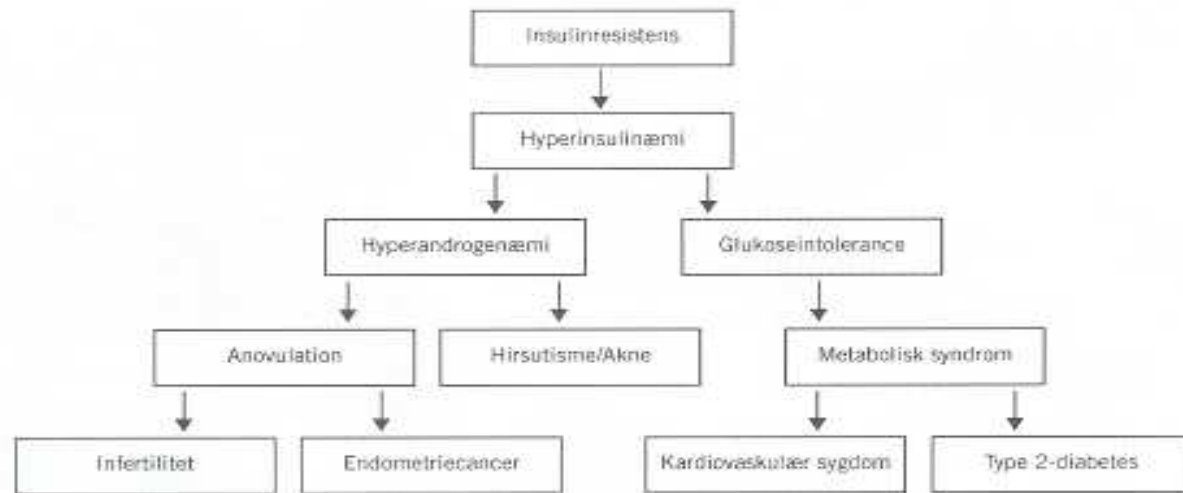 Insulinresistens
Hyperinsulinæmi
Hyperandrogenæmi
Glukoseintolerance
Anovulation
Hirsutisme/Akne
Metabolisk syndrom
Infertilitet
Endometriecancer
Kardiovaskulær sygdom
Type 2-diabetes